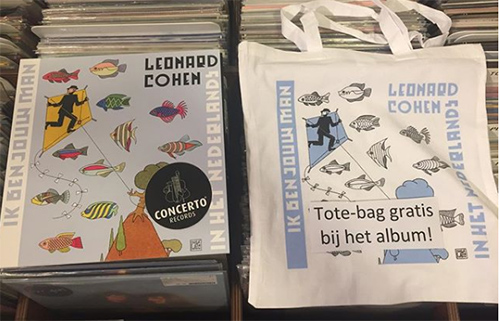 LEONARD
COHEN
IK BEN JOUW MAN
IN HET NEDERLANDS
CONCERTO
RECORDS
LEONARD
COHEN
IK BEN JOUW MAN
IN HET NEDERLANDS
Tote-bag gratis
bij het album!